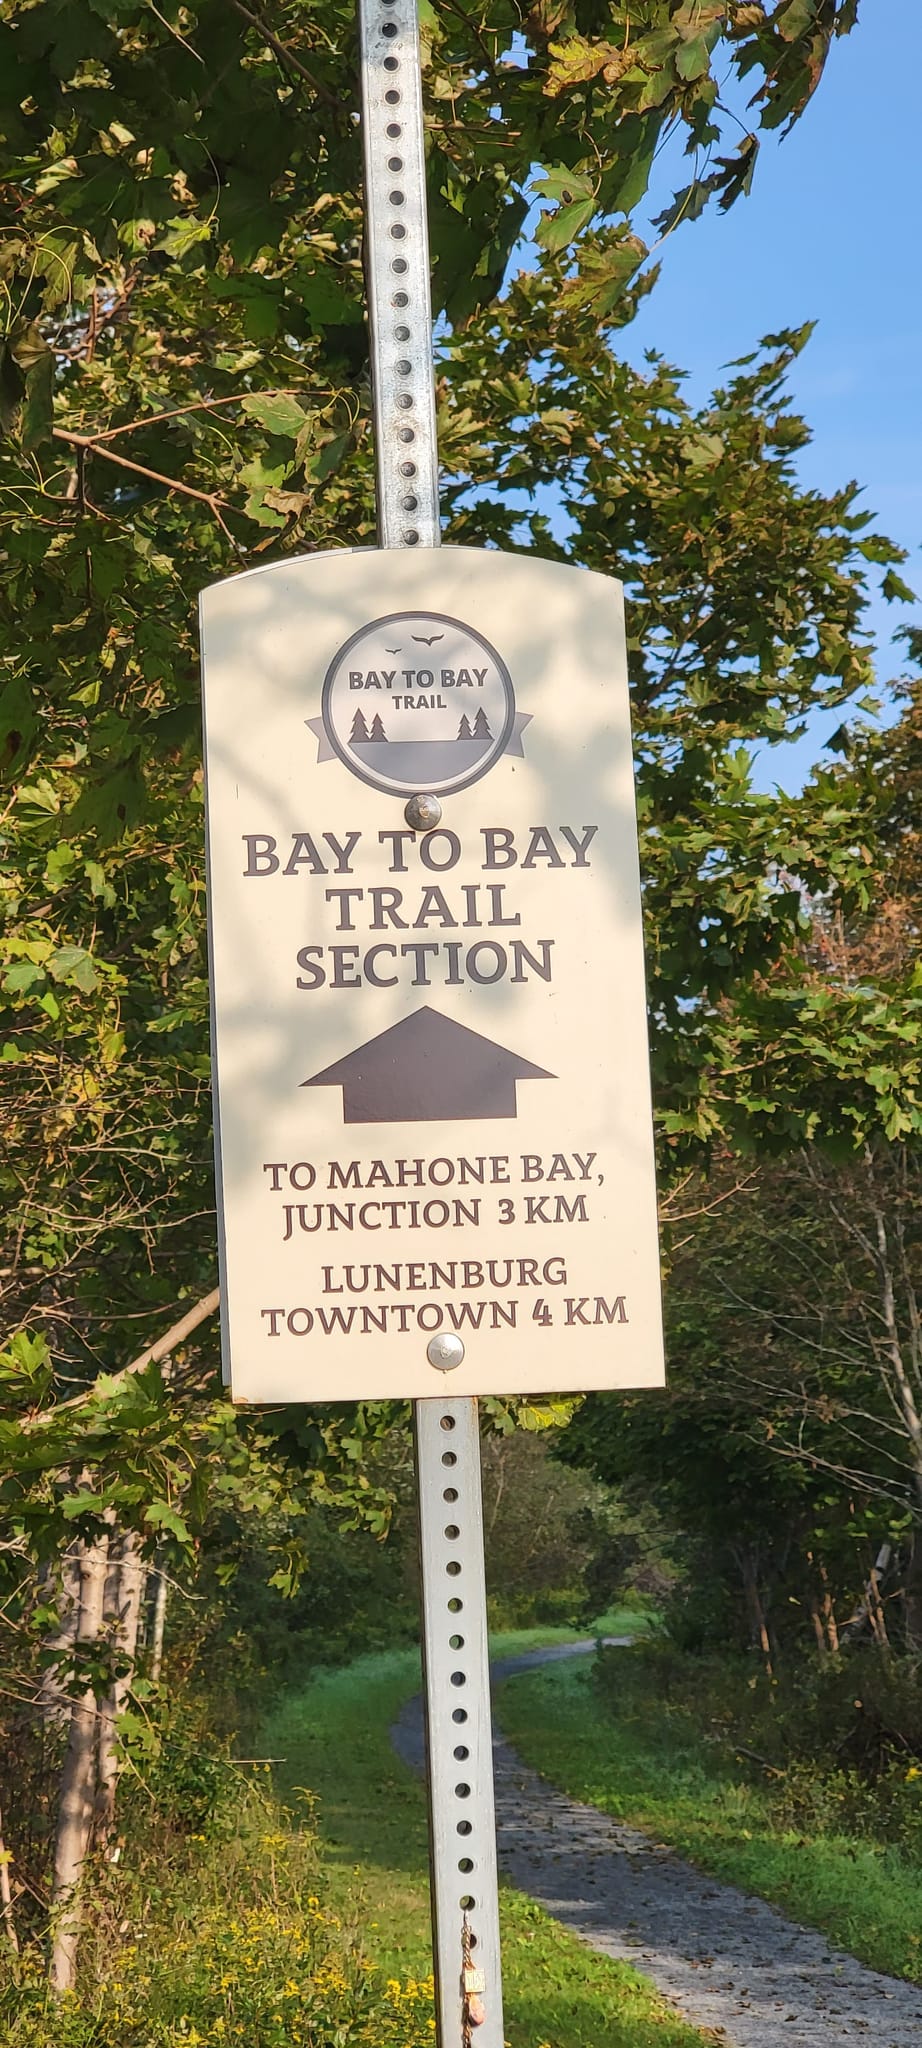 BAY TO BAY
TRAIL
BAY TO BAY
TRAIL
SECTION
TO MAHONE BAY,
JUNCTION 3 KM
LUNENBURG
TOWNTOWN 4 KM